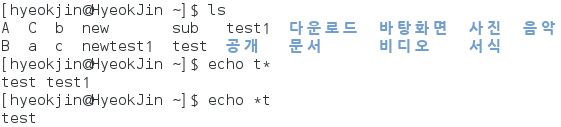 [hyeokjin@HyeokJin ~]$ ls
A  C  b  new      sub   test1  다운로드  바탕화면  사진  음악
B  a  c  newtest1  test  공개   문서      비디오    서식
[hyeokjin@HyeokJin ~]$ echo t*
test test1
[hyeokjin@HyeokJin ~]$ echo *t
test